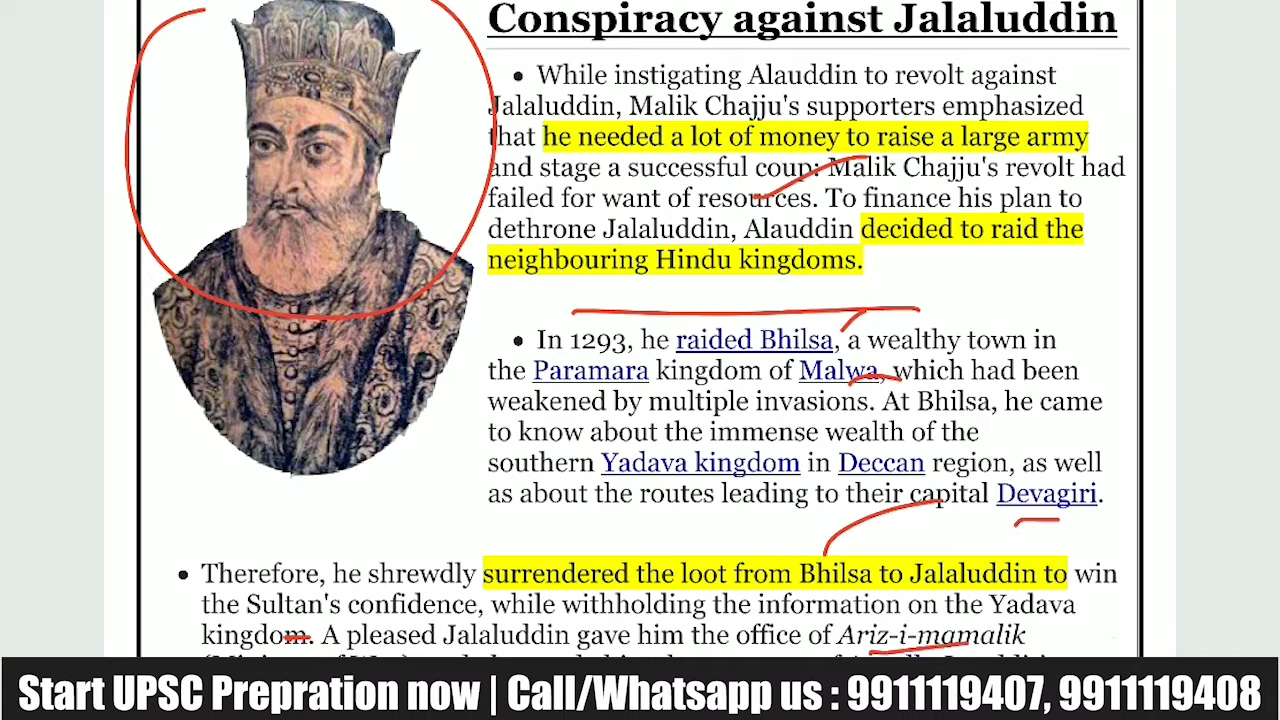 Conspiracy against Jalaluddin
• While instigating Alauddin to revolt against
Jalaluddin, Malik Chajju's supporters emphasized
that he needed a lot of money to raise a large army
and stage a successful coup: Malik Chajju's revolt had
failed for want of resources. To finance his plan to
dethrone Jalaluddin, Alauddin decided to raid the
neighbouring Hindu kingdoms.
• In 1293, he raided Bhilsa, a wealthy town in
the Paramara kingdom of Malwa, which had been
weakened by multiple invasions. At Bhilsa, he came
to know about the immense wealth of the
southern Yadava kingdom in Deccan region, as well
as about the routes leading to their capital Devagiri.
• Therefore, he shrewdly surrendered the loot from Bhilsa to Jalaluddin to win
the Sultan's confidence, while withholding the information on the Yadava
kingdom. A pleased Jalaluddin gave him the office of Ariz-i-mamalik
Start UPSC Prepration now | Call/Whatsapp us : 9911119407, 9911119408